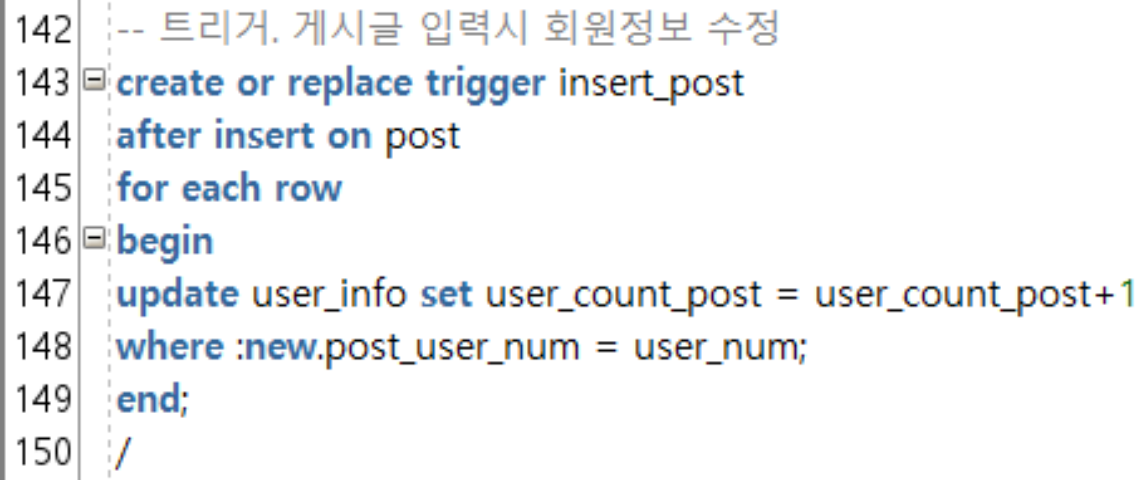 142 -- 트리거. 게시글 입력시 회원정보 수정
143 create or replace trigger insert_post
144 after insert on post
145 for each row
146 begin
147 update user_info set user_count_post = user_count_post+1
148 where :new.post_user_num = user_num;
149 end;
150 /